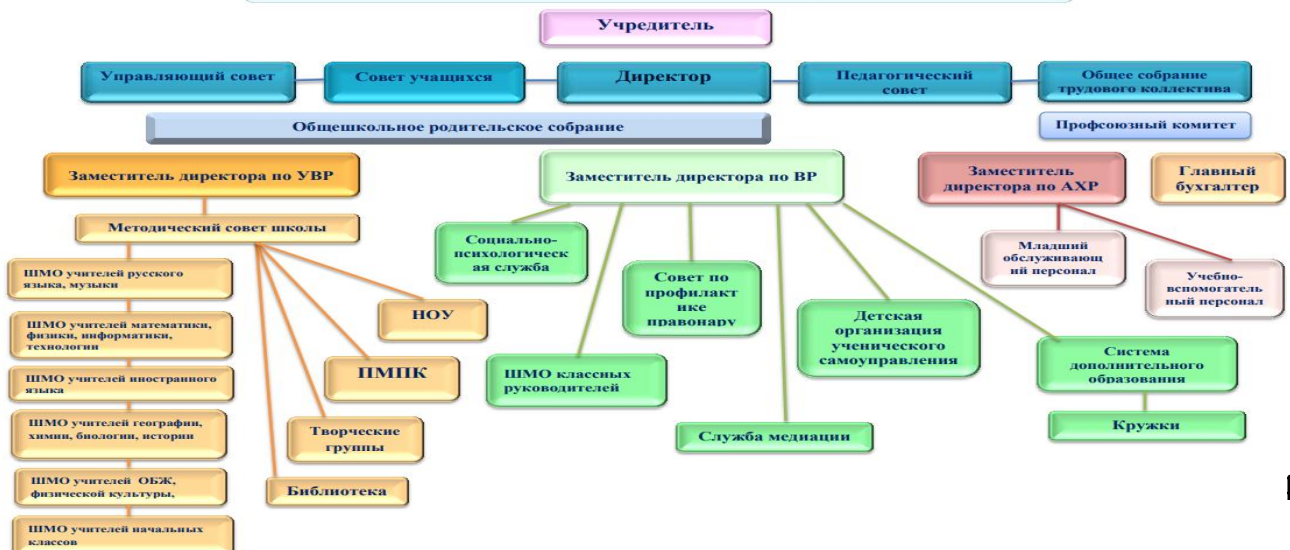 Учредитель
Управляющий совет
Совет учащихся
Директор
Педагогический
совет
Общее собрание
трудового коллектива
Общешкольное родительское собрание
Профсоюзный комитет
Заместитель директора по УВР
Заместитель директора по ВР
Заместитель
директора по АХР
Главный
бухгалтер
Методический совет школы
ШМО учителей русского
языка, музыки
ШМО учителей математики,
физики, информатики,
технологии
ШМО учителей иностранного
языка
ШМО учителей географии,
химии, биологии, истории
ШМО учителей ОБЖ,
физической культуры,
ШМО учителей начальных
классов
НОУ
ПМПК
Творческие
группы
Библиотека
Социально-
психологическ
ая служба
ШМО классных
руководителей
Совет по
профилакт
ике
правонару
Служба медиации
Детская
организация
ученического
самоуправления
Система
дополнительного
образования
Кружки
Младший
обслуживающ
ий персонал
Учебно-
вспомогатель
ный персонал